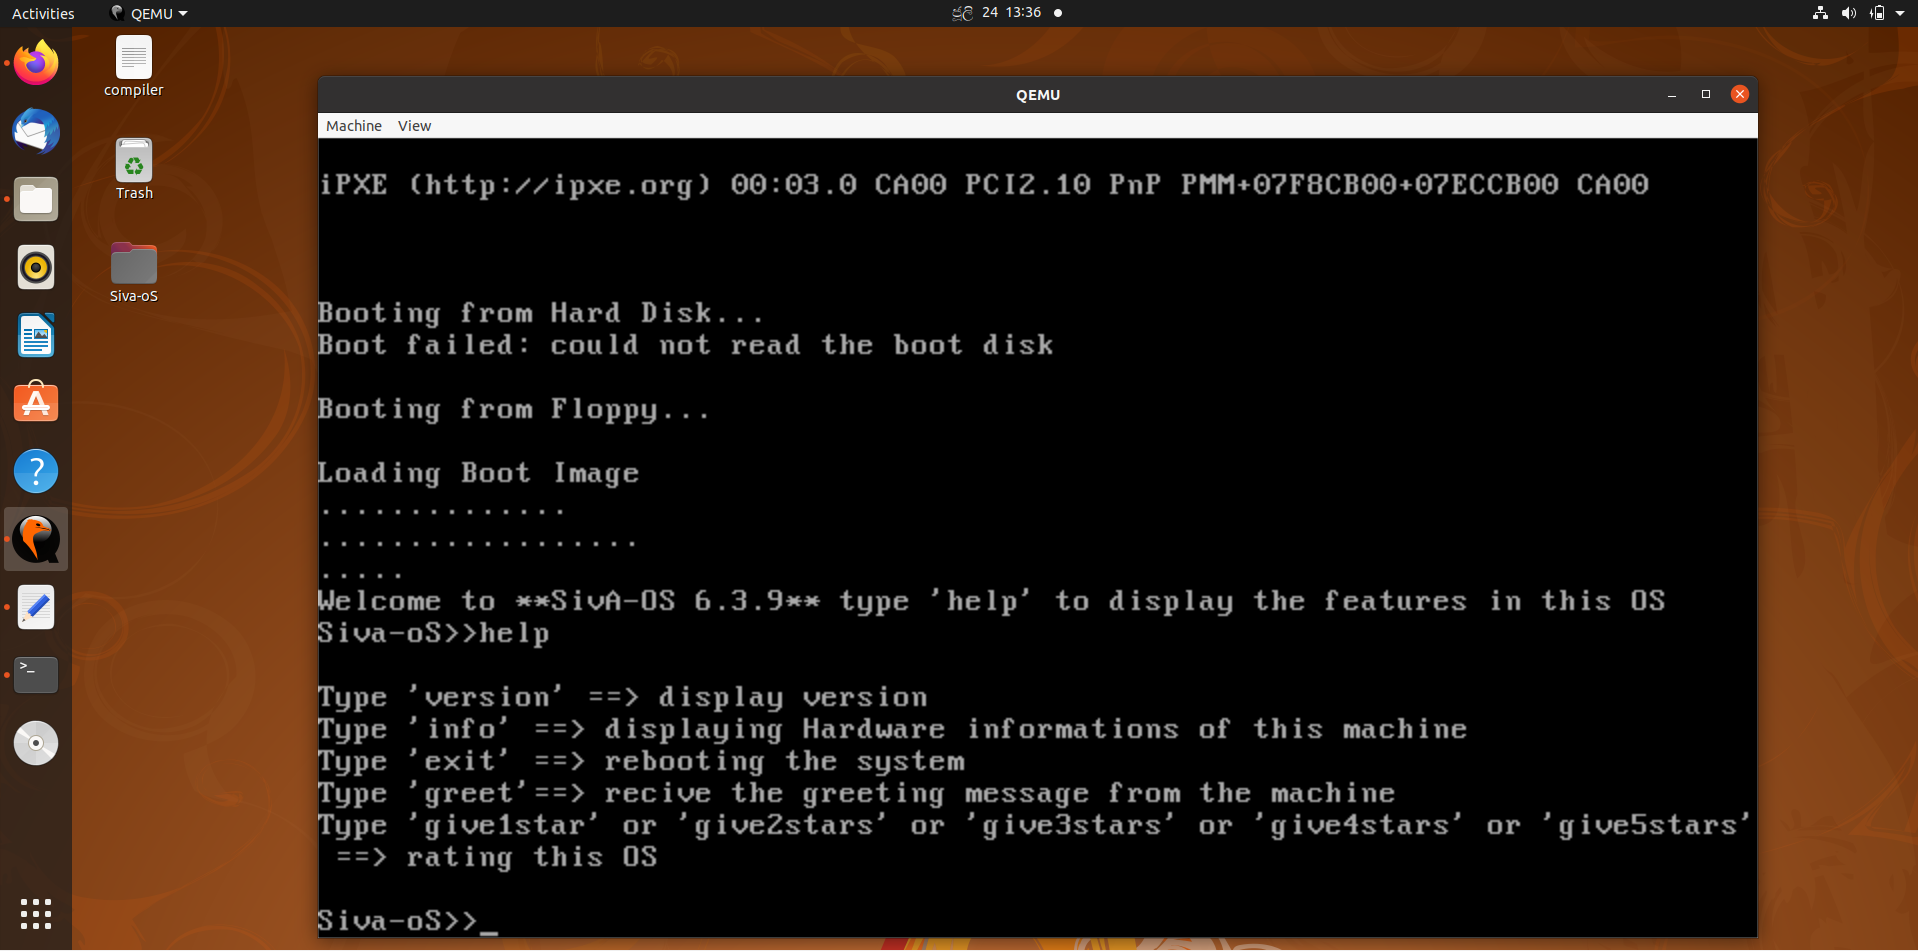 Activities
QEMU
ජූලි 24 13:36
compiler
Trash
Siva-oS
QEMU
Machine View
iPXE (http://ipxe.org) 00:03.0 CA00 PCI2.10 PnP PMM+07F8CB00+07ECCB00 CA00
Booting from Hard Disk...
Boot failed: could not read the boot disk
Booting from Floppy...
Loading Boot Image
..............
..................
.....
Welcome to **SivA-OS 6.3.9** type 'help' to display the features in this OS
Siva-oS>>help
Type 'version' ==> display version
Type 'info' ==> displaying Hardware informations of this machine
Type 'exit' ==> rebooting the system
Type 'greet'==> recive the greeting message from the machine
Type 'give1star' or 'give2stars' or 'give3stars' or 'give4stars' or 'give5stars'
==> rating this OS
Siva-oS>>_